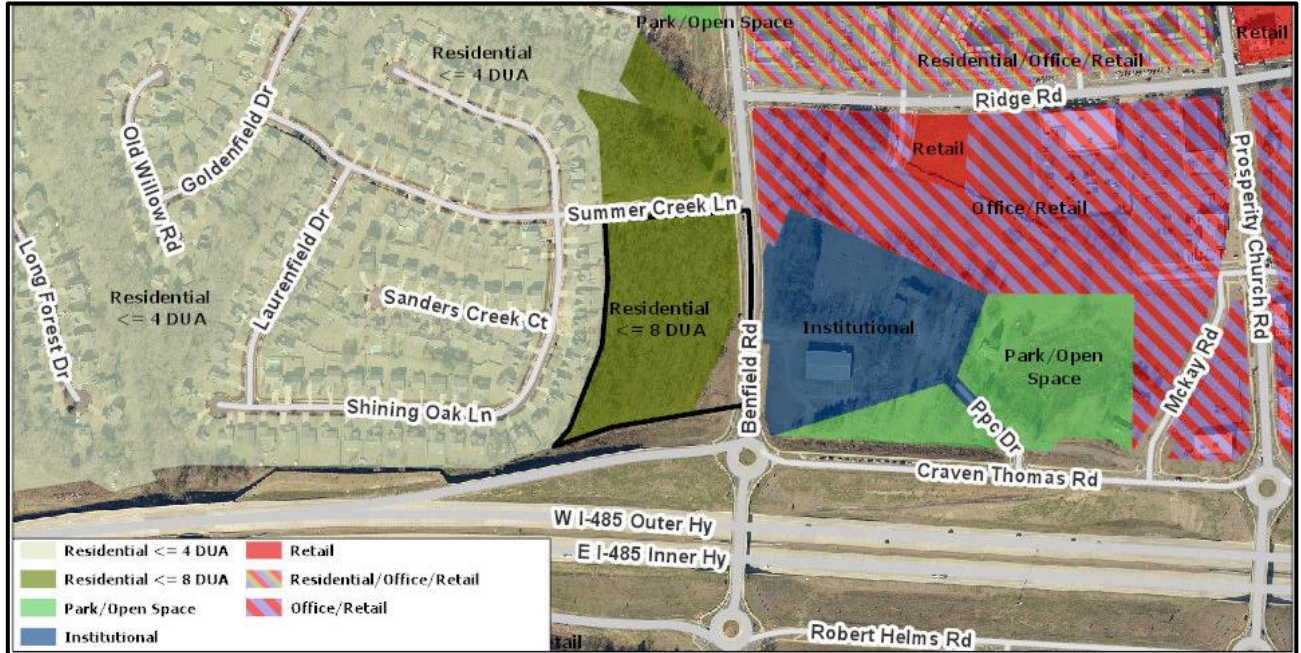 Park/Open Space
Retail
Residential
<= 4 DUA
Residential/Office/Retail
Ridge Rd
Old Willow Rd
Goldenfield Dr
Retail
Prosperity Church Rd
Summer Creek Ln
Office/Retail
Laurenfield Dr
Long Forest Dr
Residential
<= 4 DUA
Sanders Creek Ct
Residential
<= 8 DUA
Benfield Rd
Institutional
Park/Open
Space
Mckay Rd
Shining Oak Ln
Ppc Dr
Craven Thomas Rd
W I-485 Outer Hy
E I-485 Inner Hy
Robert Helms Rd
Residential <= 4 DUA
Retail
Residential <= 8 DUA
Residential/Office/Retail
Park/Open Space
Office/Retail
Institutional